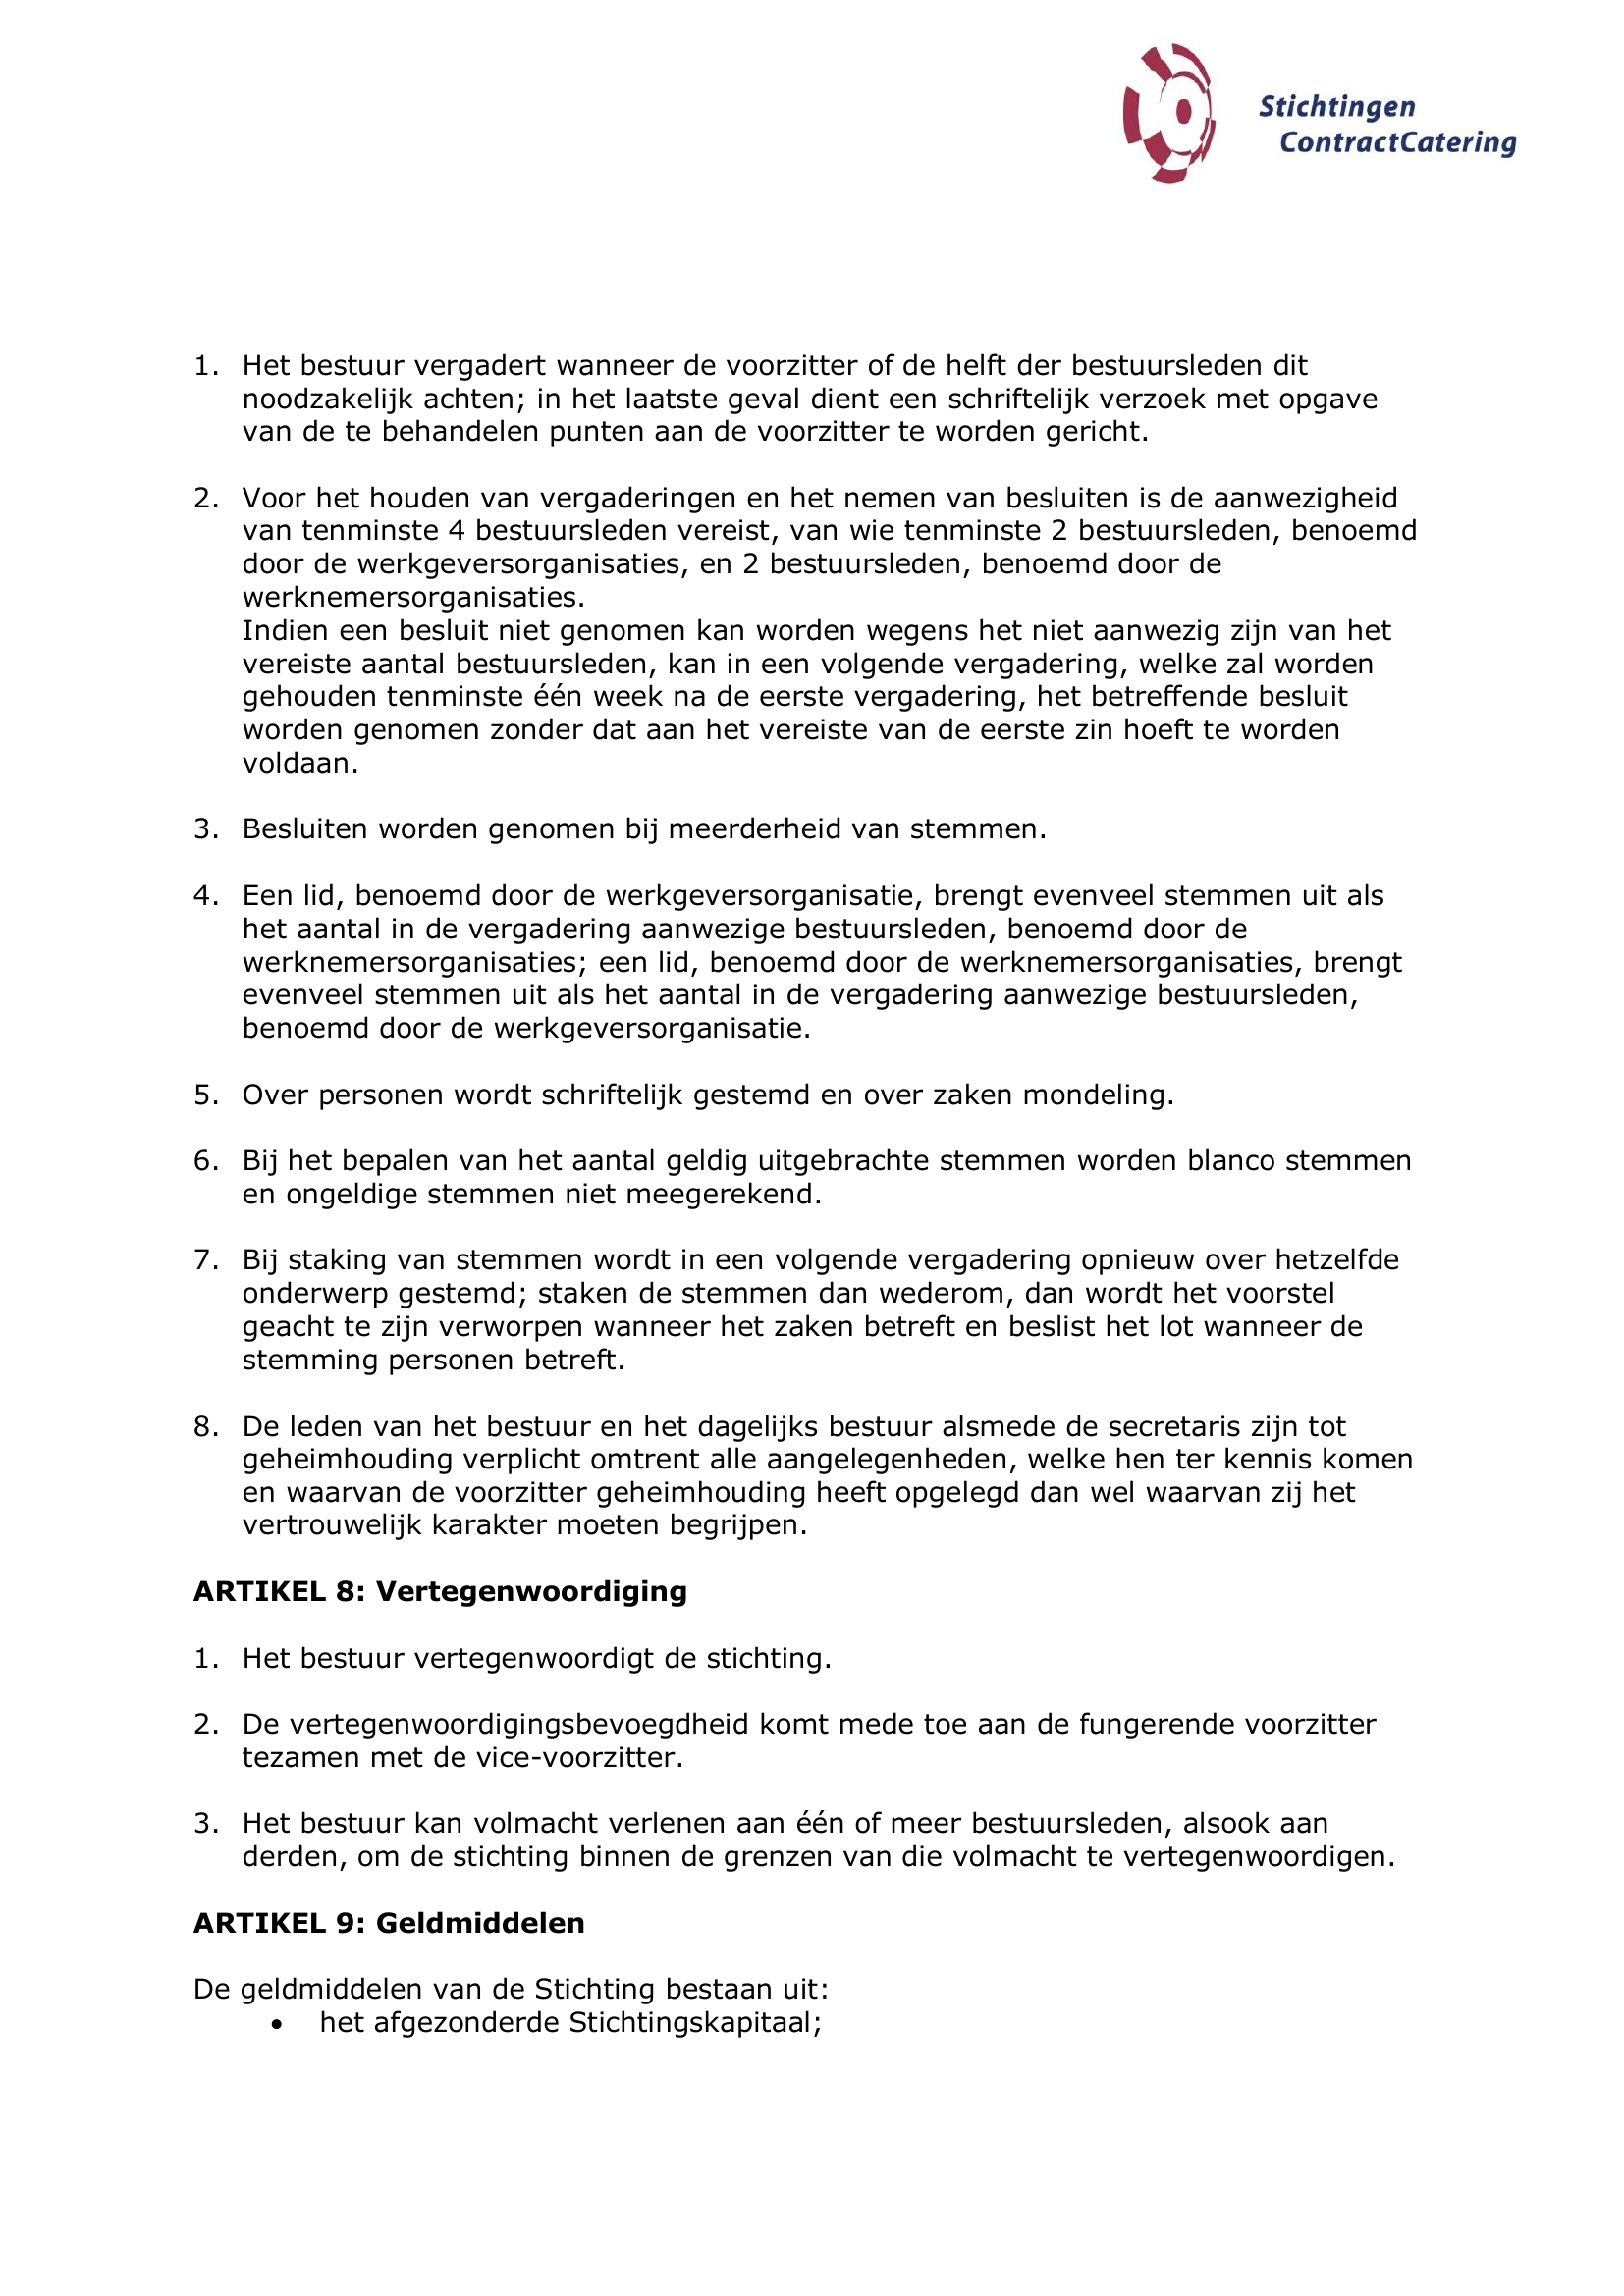 Stichtingen
ContractCatering
1. Het bestuur vergadert wanneer de voorzitter of de helft der bestuursleden dit
noodzakelijk achten; in het laatste geval dient een schriftelijk verzoek met opgave
van de te behandelen punten aan de voorzitter te worden gericht.
2. Voor het houden van vergaderingen en het nemen van besluiten is de aanwezigheid
van tenminste 4 bestuursleden vereist, van wie tenminste 2 bestuursleden, benoemd
door de werkgeversorganisaties, en 2 bestuursleden, benoemd door de
werknemersorganisaties.
Indien een besluit niet genomen kan worden wegens het niet aanwezig zijn van het
vereiste aantal bestuursleden, kan in een volgende vergadering, welke zal worden
gehouden tenminste één week na de eerste vergadering, het betreffende besluit
worden genomen zonder dat aan het vereiste van de eerste zin hoeft te worden
voldaan.
3. Besluiten worden genomen bij meerderheid van stemmen.
4. Een lid, benoemd door de werkgeversorganisatie, brengt evenveel stemmen uit als
het aantal in de vergadering aanwezige bestuursleden, benoemd door de
werknemersorganisaties; een lid, benoemd door de werknemersorganisaties, brengt
evenveel stemmen uit als het aantal in de vergadering aanwezige bestuursleden,
benoemd door de werkgeversorganisatie.
5. Over personen wordt schriftelijk gestemd en over zaken mondeling.
6. Bij het bepalen van het aantal geldig uitgebrachte stemmen worden blanco stemmen
en ongeldige stemmen niet meegerekend.
7. Bij staking van stemmen wordt in een volgende vergadering opnieuw over hetzelfde
onderwerp gestemd; staken de stemmen dan wederom, dan wordt het voorstel
geacht te zijn verworpen wanneer het zaken betreft en beslist het lot wanneer de
stemming personen betreft.
8. De leden van het bestuur en het dagelijks bestuur alsmede de secretaris zijn tot
geheimhouding verplicht omtrent alle aangelegenheden, welke hen ter kennis komen
en waarvan de voorzitter geheimhouding heeft opgelegd dan wel waarvan zij het
vertrouwelijk karakter moeten begrijpen.
ARTIKEL 8: Vertegenwoordiging
1. Het bestuur vertegenwoordigt de stichting.
2. De vertegenwoordigingsbevoegdheid komt mede toe aan de fungerende voorzitter
tezamen met de vice-voorzitter.
3. Het bestuur kan volmacht verlenen aan één of meer bestuursleden, alsook aan
derden, om de stichting binnen de grenzen van die volmacht te vertegenwoordigen.
ARTIKEL 9: Geldmiddelen
De geldmiddelen van de Stichting bestaan uit:
• het afgezonderde Stichtingskapitaal;